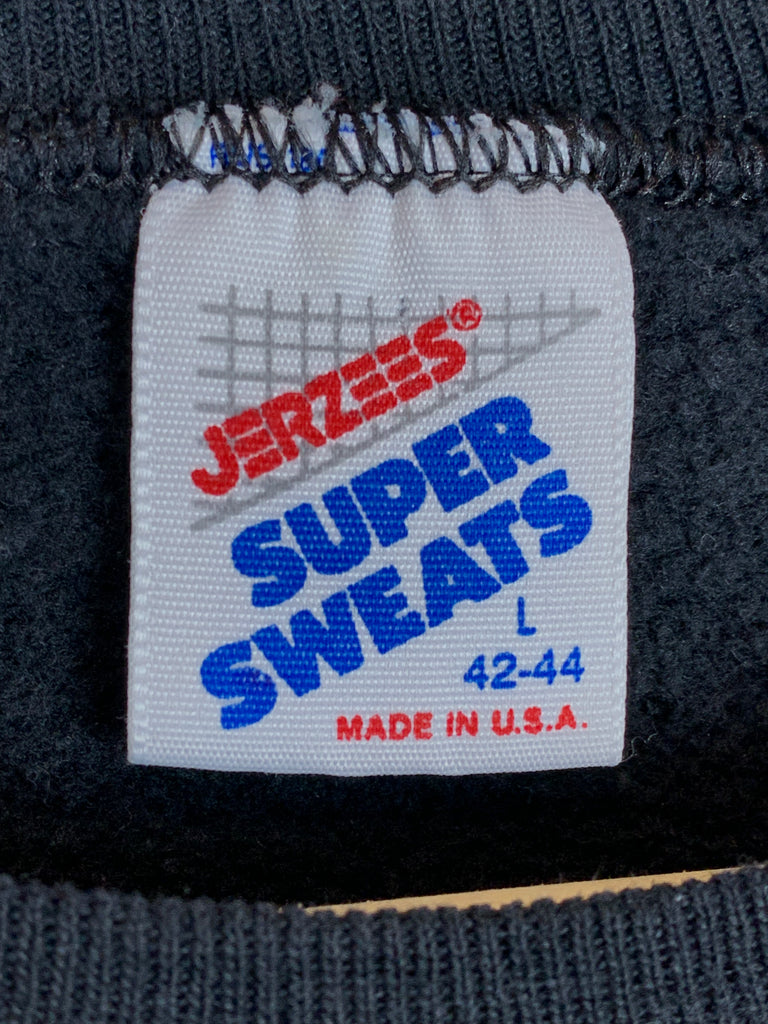 JERZEES®
SUPER
SWEATS
L
42-44
MADE IN U.S.A.